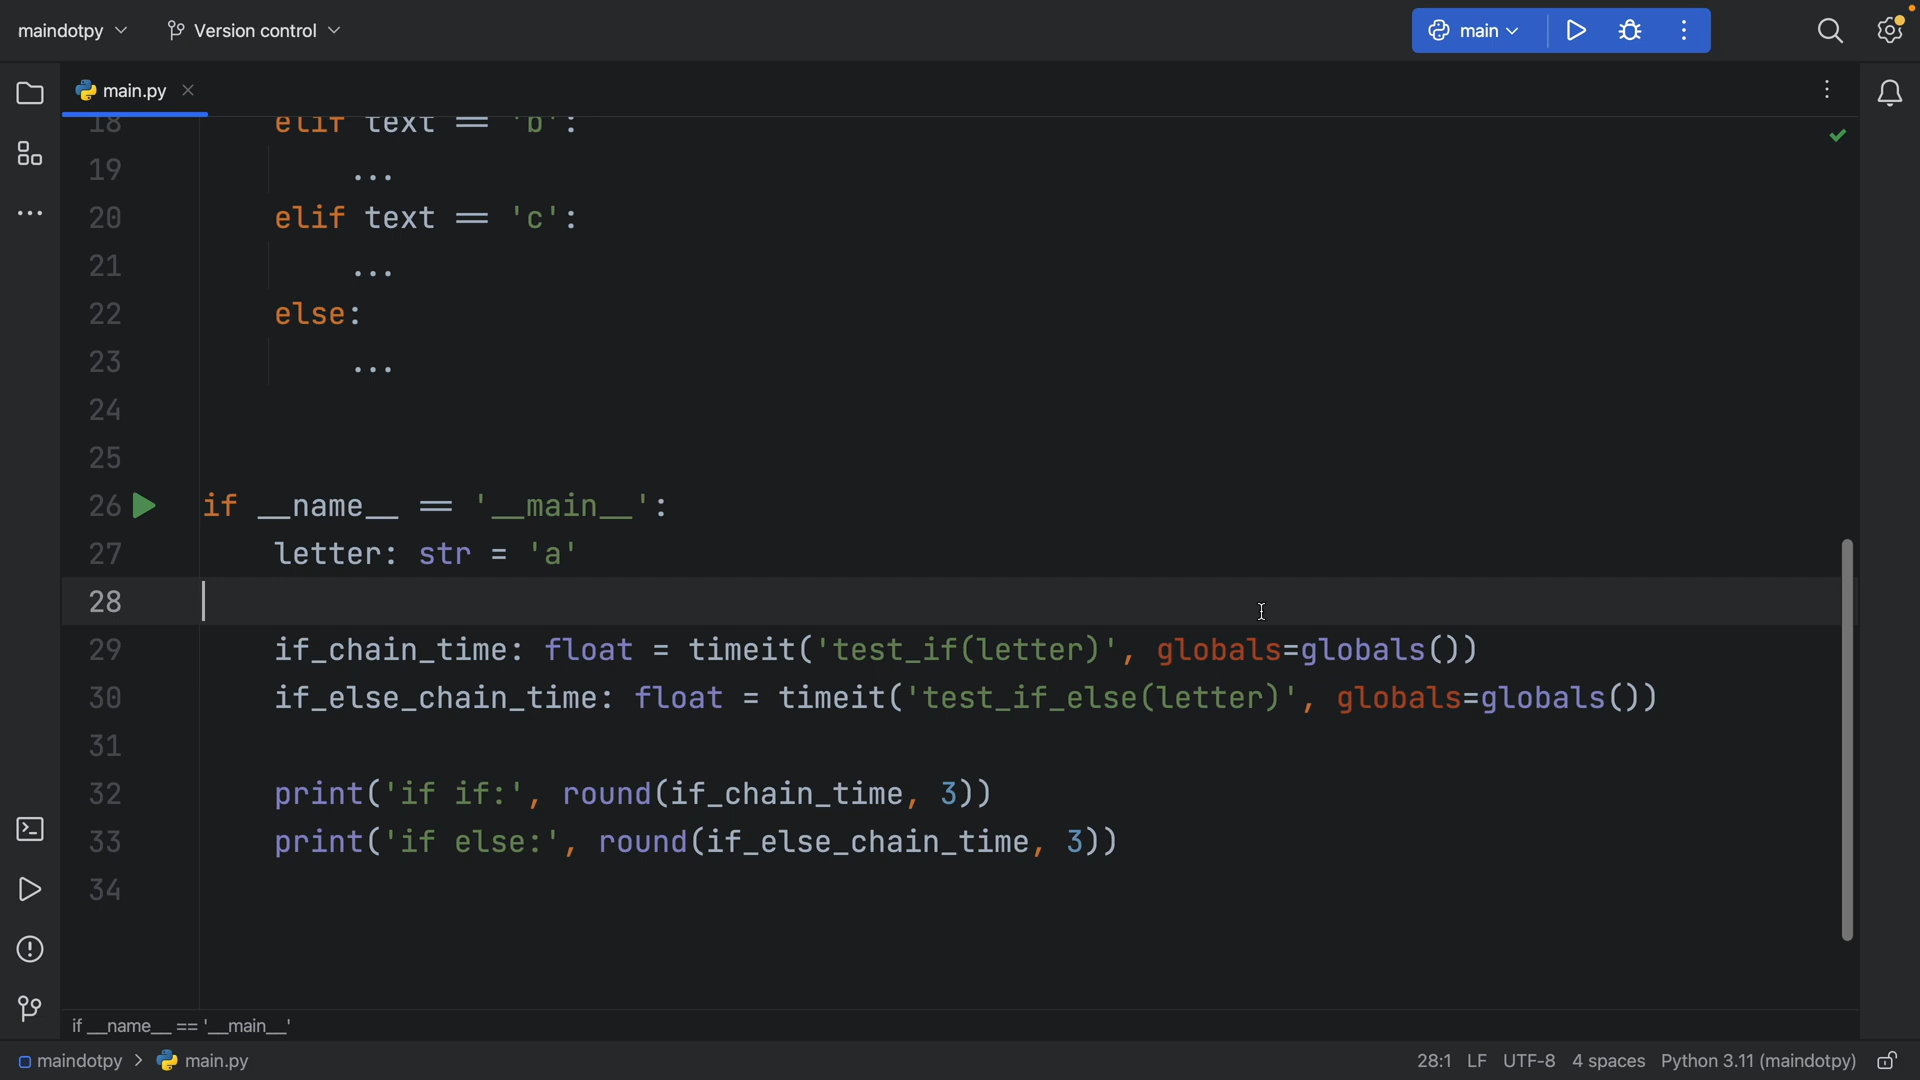 maindotpy Version control main
main.py
18 elif text == 'b':
19 ...
20 elif text == 'c':
21 ...
22 else:
23 ...
24
25
26 if __name__ == '__main__':
27 letter: str = 'a'
28
29 if_chain_time: float = timeit('test_if(letter)', globals=globals())
30 if_else_chain_time: float = timeit('test_if_else(letter)', globals=globals())
31
32 print('if if:', round(if_chain_time, 3))
33 print('if else:', round(if_else_chain_time, 3))
34
if __name__ == '__main__'
maindotpy > main.py 28:1 LF UTF-8 4 spaces Python 3.11 (maindotpy)